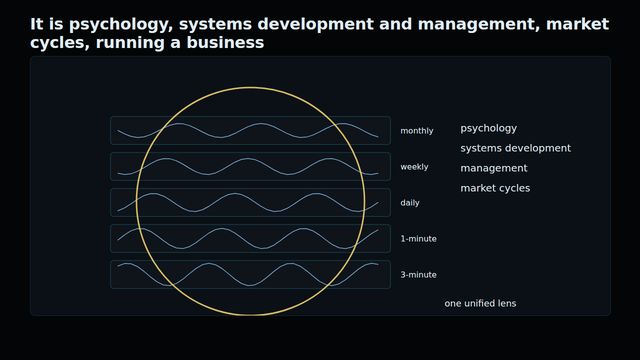 It is psychology, systems development and management, market
cycles, running a business
monthly
weekly
daily
1-minute
3-minute
psychology
systems development
management
market cycles
one unified lens